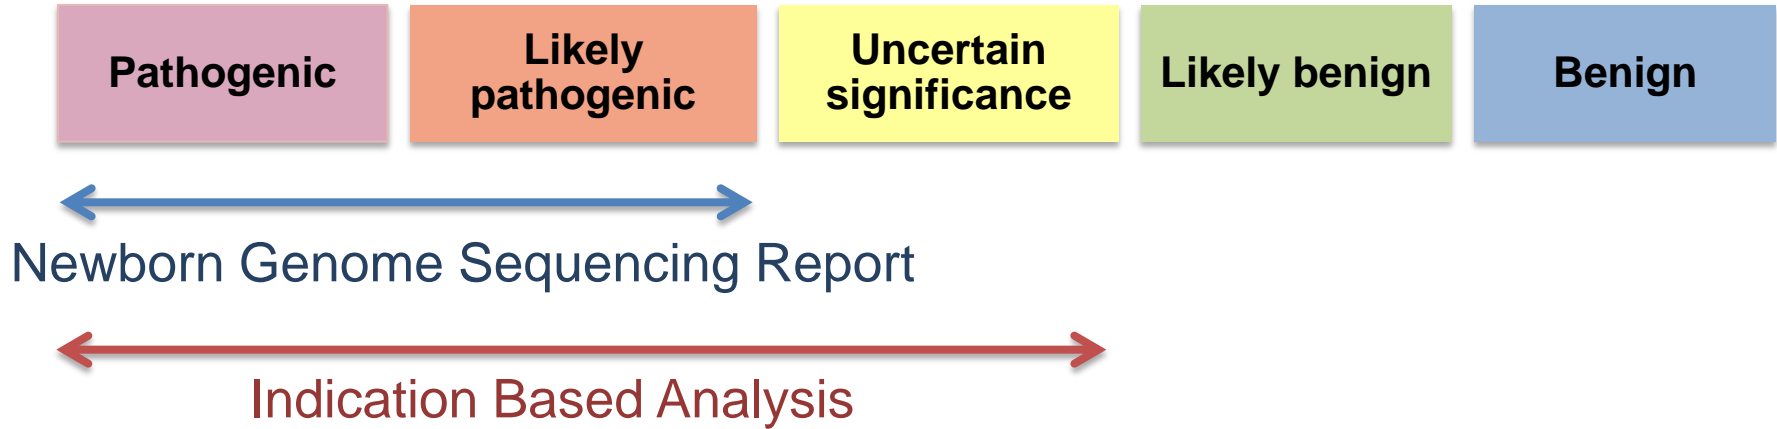 Pathogenic
Likely
pathogenic
Uncertain
significance
Likely benign
Benign
Newborn Genome Sequencing Report
Indication Based Analysis